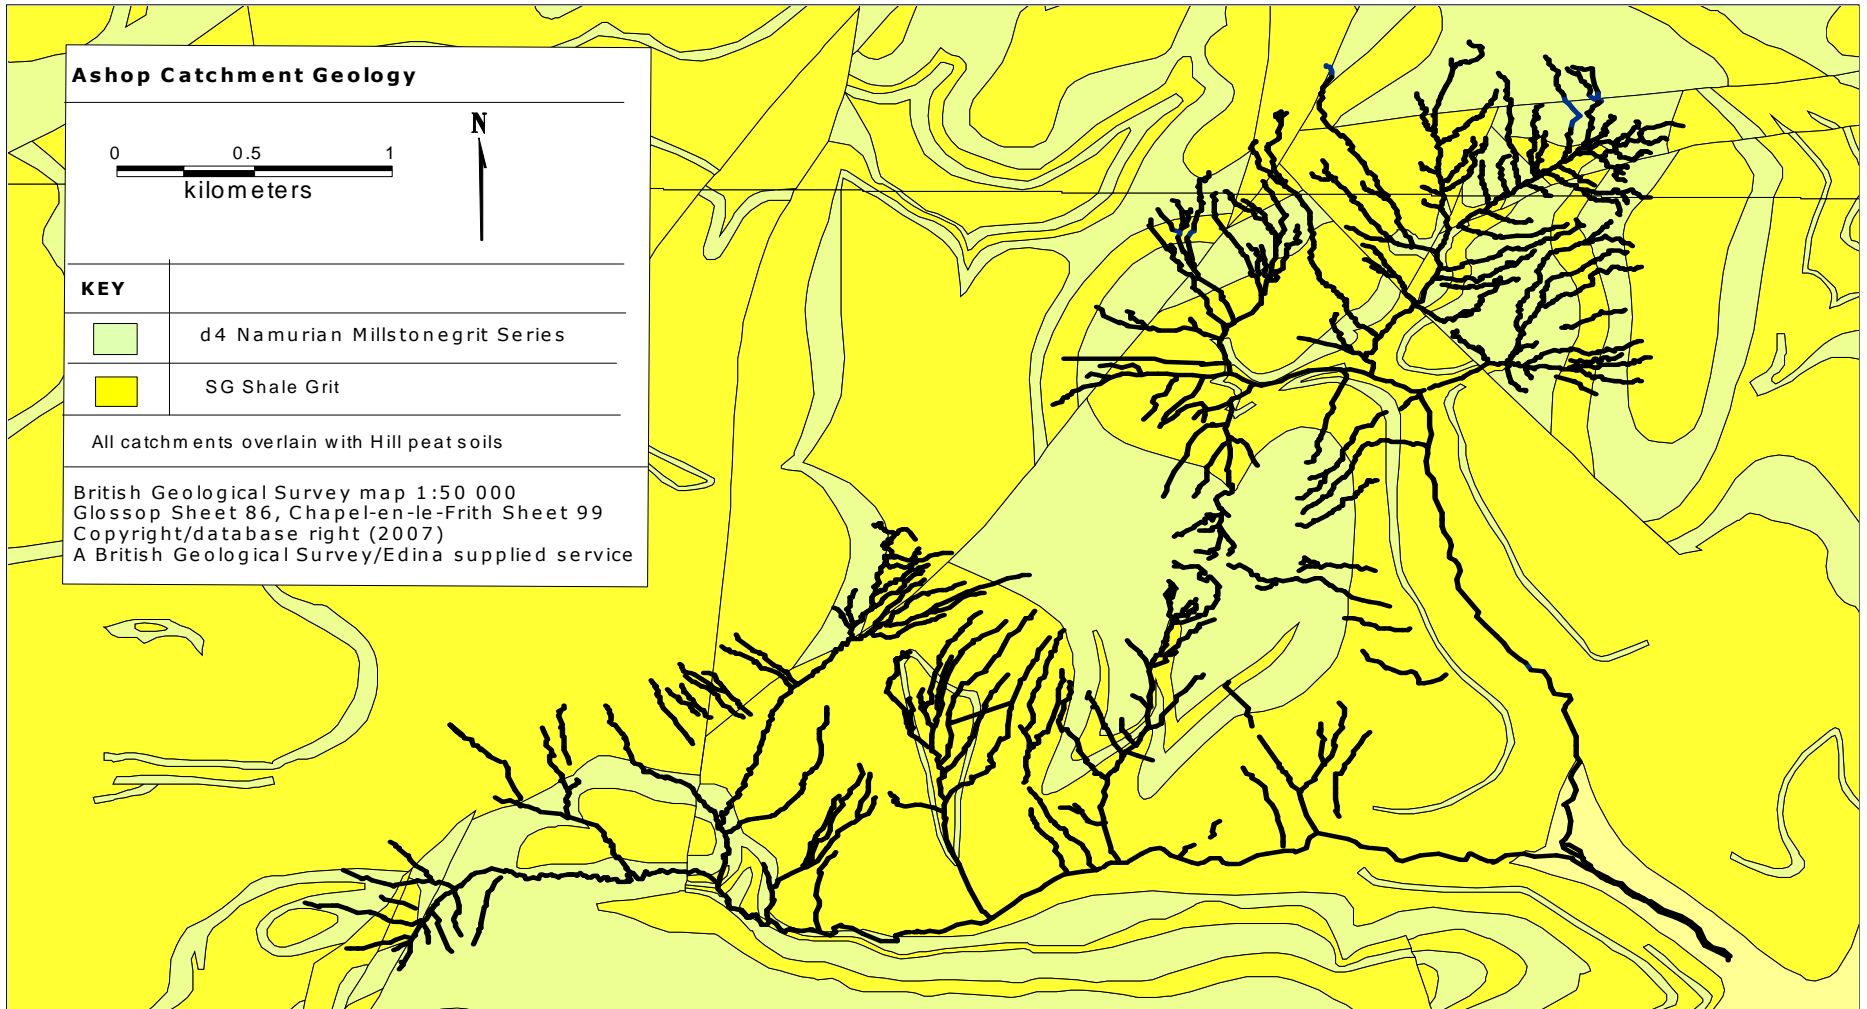 Ashop Catchment Geology
N
0 0.5 1
kilometers
KEY
d4 Namurian Millstonegrit Series
SG Shale Grit
All catchments overlain with Hill peat soils
British Geological Survey map 1:50 000
Glossop Sheet 86, Chapel-en-le-Frith Sheet 99
Copyright/database right (2007)
A British Geological Survey/Edina supplied service